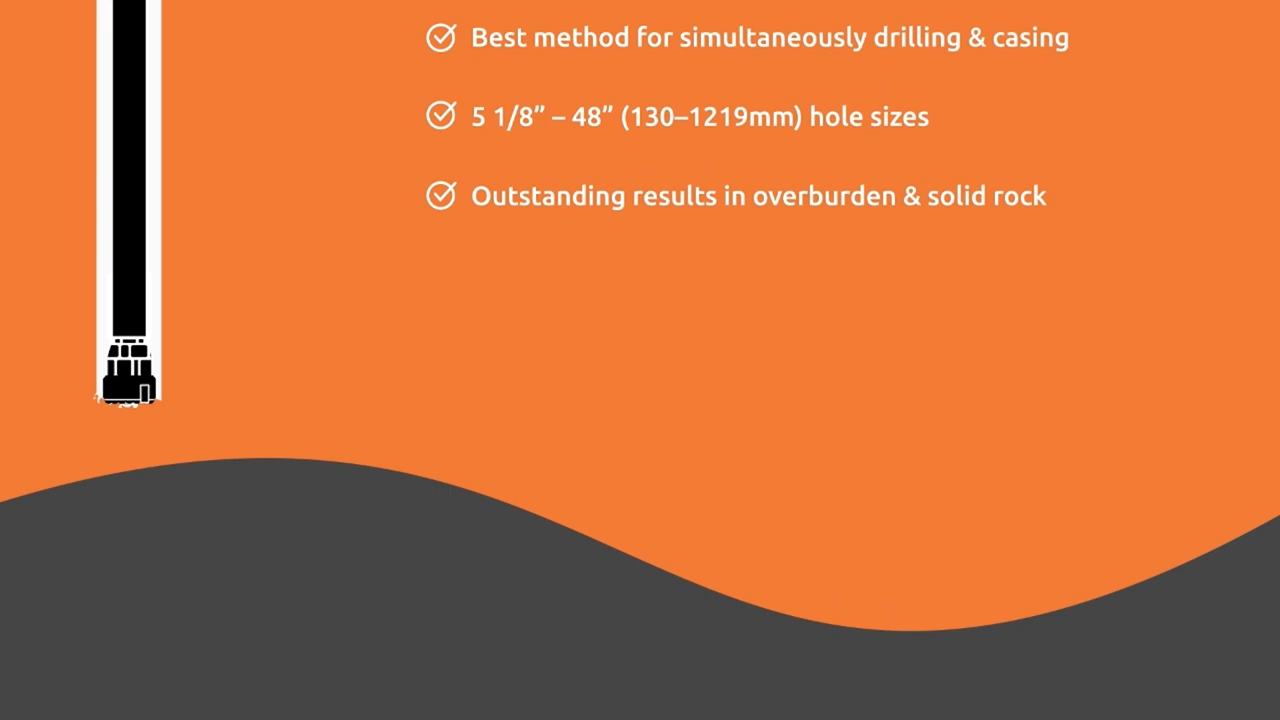 Best method for simultaneously drilling & casing
5 1/8” – 48” (130–1219mm) hole sizes
Outstanding results in overburden & solid rock